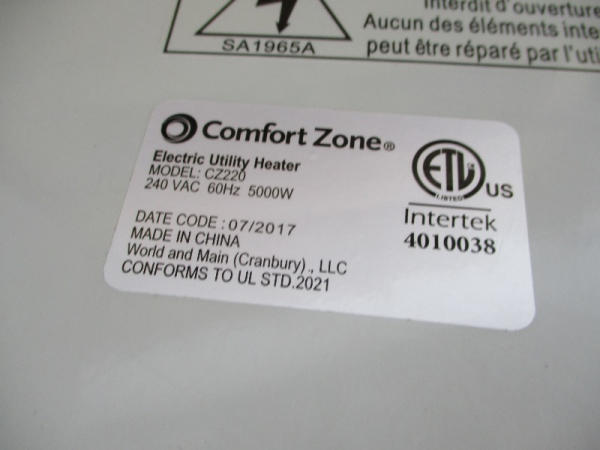 Interdit d'ouverture
Aucun des éléments inte
peut être réparé par l'uti
SA1965A
Comfort Zone®
Electric Utility Heater
MODEL: CZ220
240 VAC 60Hz 5000W
DATE CODE : 07/2017
MADE IN CHINA
World and Main (Cranbury)., LLC
CONFORMS TO UL STD.2021
ETL US
LISTED
Intertek
4010038